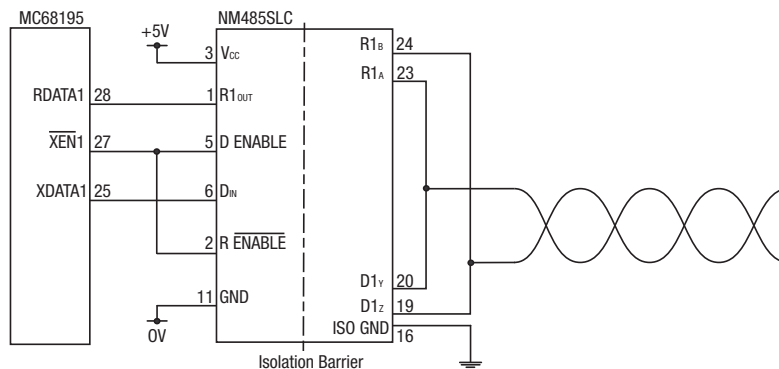 MC68195 NM485SLC
+5V
3 VCC
R1B 24
R1A 23
RDATA1 28 1 R1OUT
XEN1 27 5 D ENABLE
XDATA1 25 6 DIN
2 R ENABLE
D1Y 20
11 GND
D1Z 19
0V
ISO GND 16
Isolation Barrier